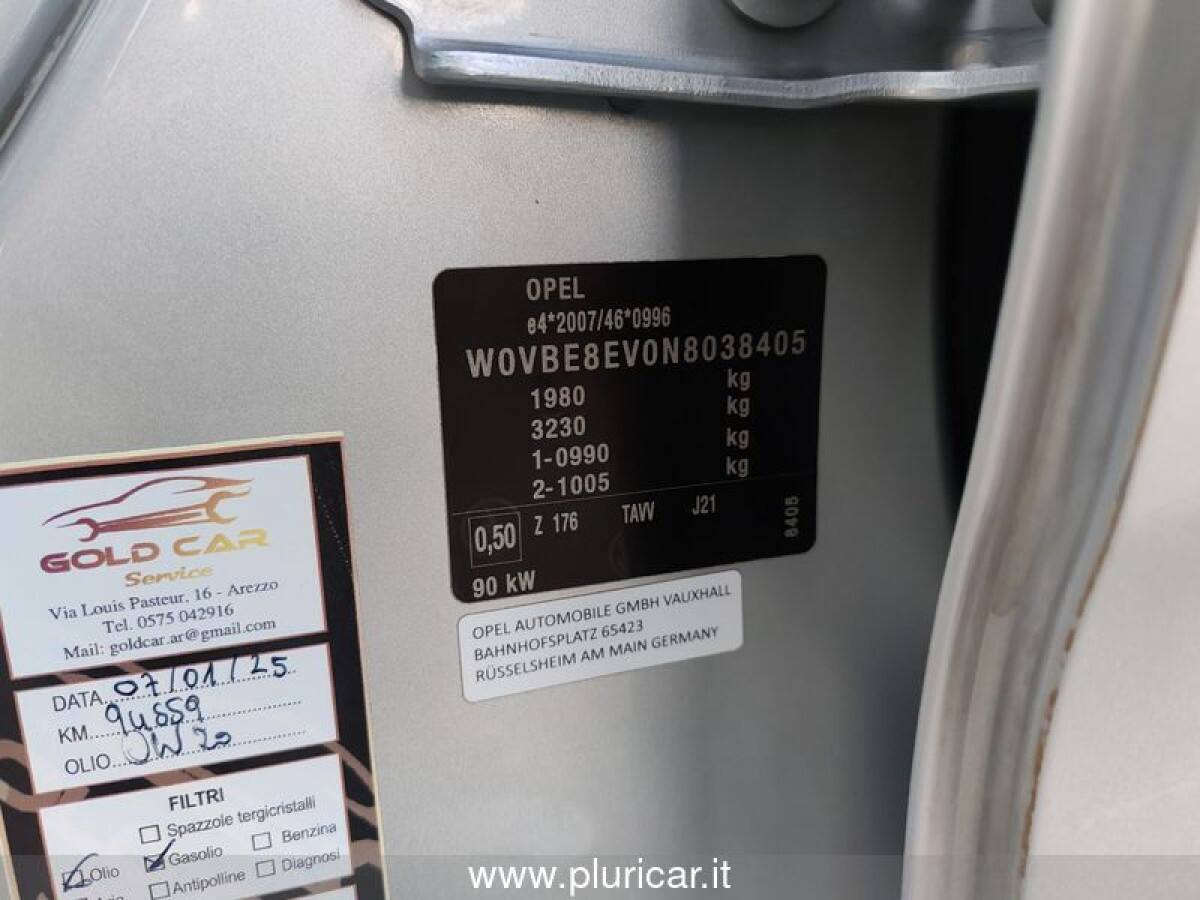 OPEL
e4*2007/46*0996
W0VBE8EV0N8038405
1980 kg
3230 kg
1-0990 kg
2-1005 kg
0,50 Z 176 TAVV J21 8405
90 kW
OPEL AUTOMOBILE GMBH VAUXHALL
BAHNHOFSPLATZ 65423
RÜSSELSHEIM AM MAIN GERMANY
GOLD CAR
Service
Via Louis Pasteur, 16 - Arezzo
Tel. 0575 042916
Mail: goldcar.ar@gmail.com
DATA 07/01/25
KM 94559
OLIO 0W20
FILTRI
Spazzole tergicristalli
Olio Gasolio Benzina
Antipolline Diagnosi
www.pluricar.it